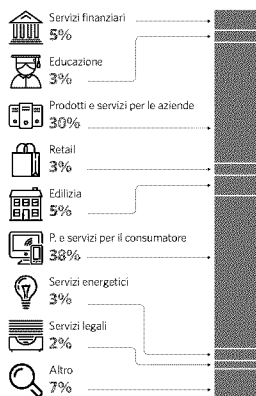 Servizi finanziari
5%
Educazione
3%
Prodotti e servizi per le aziende
30%
Retail
3%
Edilizia
5%
P. e servizi per il consumatore
38%
Servizi energetici
3%
Servizi legali
2%
Altro
7%